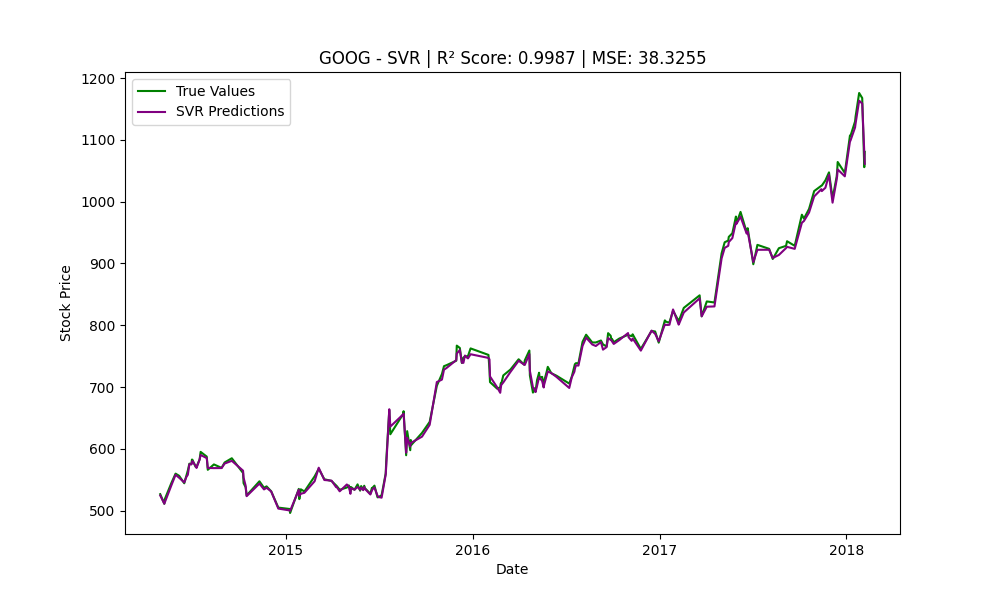 GOOG - SVR | R² Score: 0.9987 | MSE: 38.3255
True Values
SVR Predictions
1200
1100
1000
900
800
700
600
500
Stock Price
2015
2016
2017
2018
Date